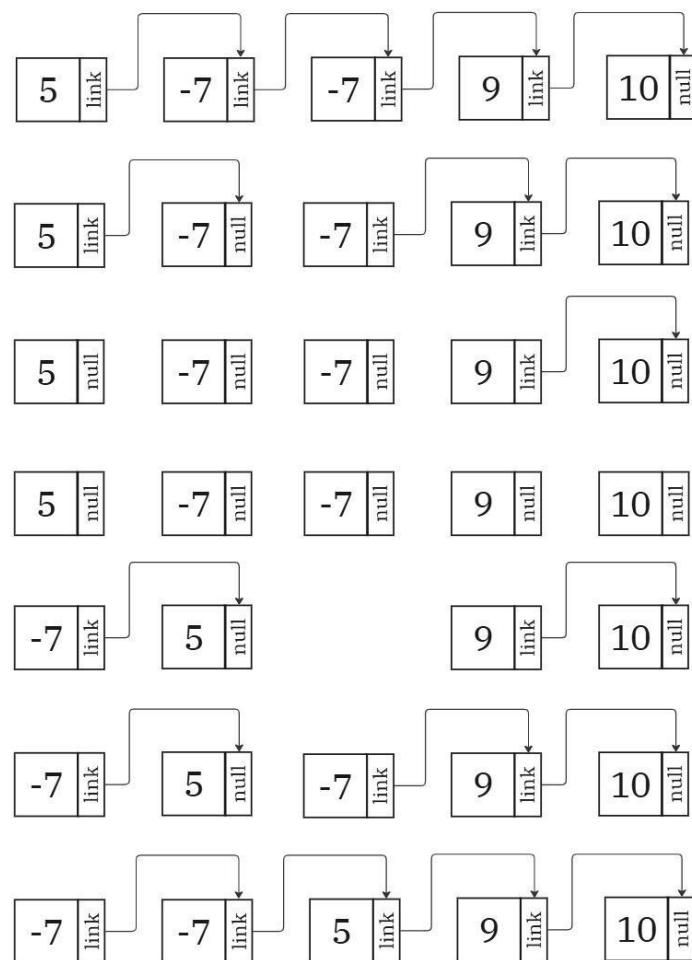 5 link -7 link -7 link 9 link 10 null
5 link -7 null -7 link 9 link 10 null
5 null -7 null -7 null 9 link 10 null
5 null -7 null -7 null 9 null 10 null
-7 link 5 null 9 link 10 null
-7 link 5 null -7 link 9 link 10 null
-7 link -7 link 5 link 9 link 10 null